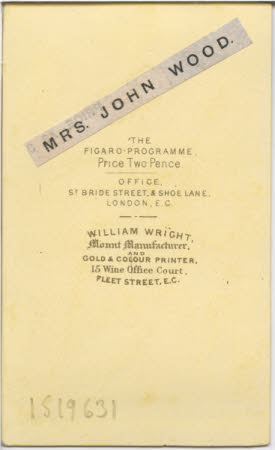 MRS. JOHN WOOD.
THE
FIGARO-PROGRAMME,
Price Two Pence
OFFICE,
ST BRIDE STREET, & SHOE LANE,
LONDON, E.C.
WILLIAM WRIGHT,
Mount Manufacturer,
AND
GOLD & COLOUR PRINTER,
15 Wine Office Court,
FLEET STREET, E.C.
1519631